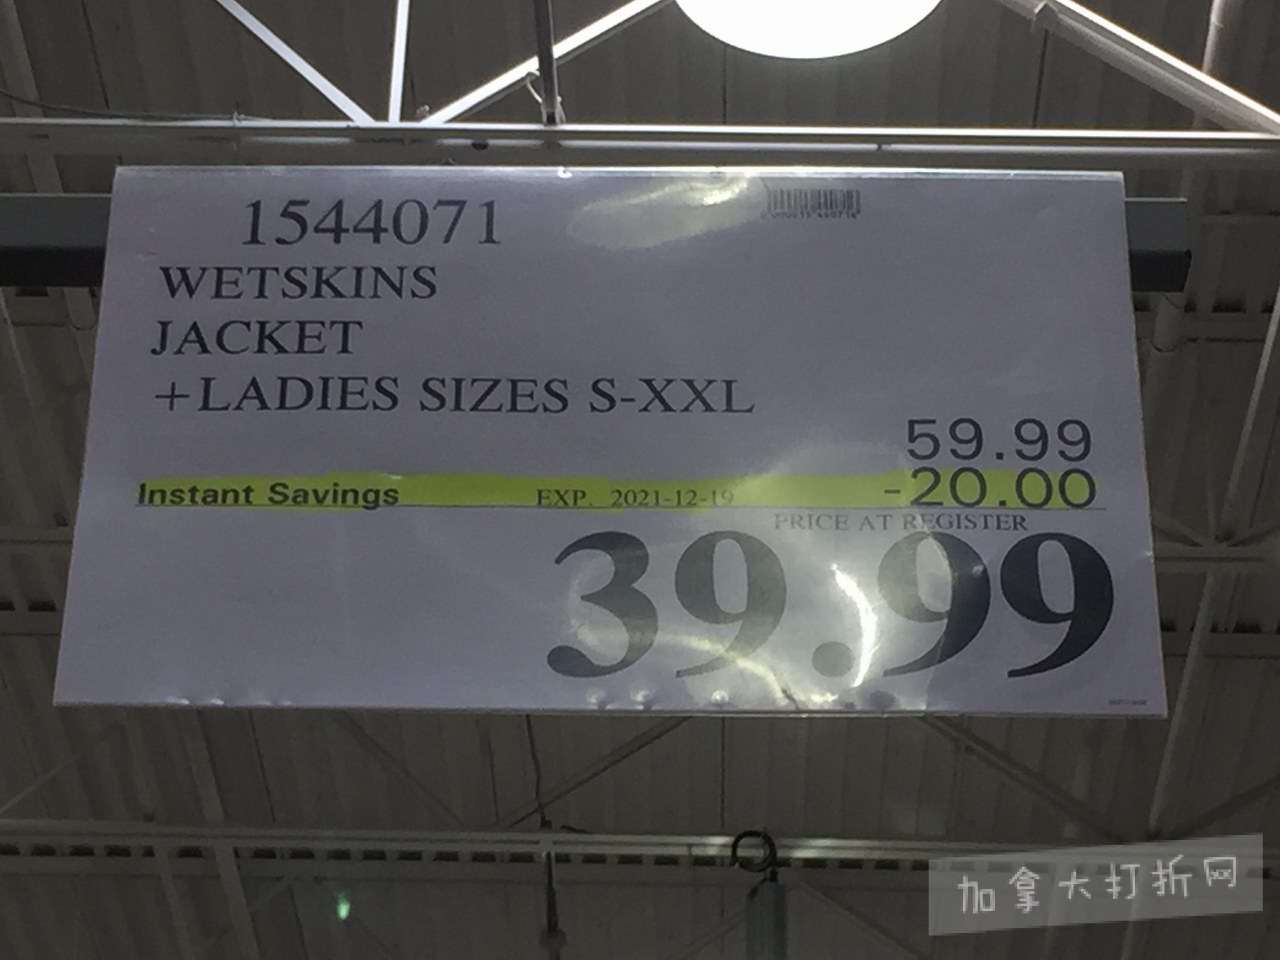 1544071
WETSKINS
JACKET
+LADIES SIZES S-XXL
59.99
Instant Savings EXP. 2021-12-19 -20.00
PRICE AT REGISTER
39.99
加拿大打折网